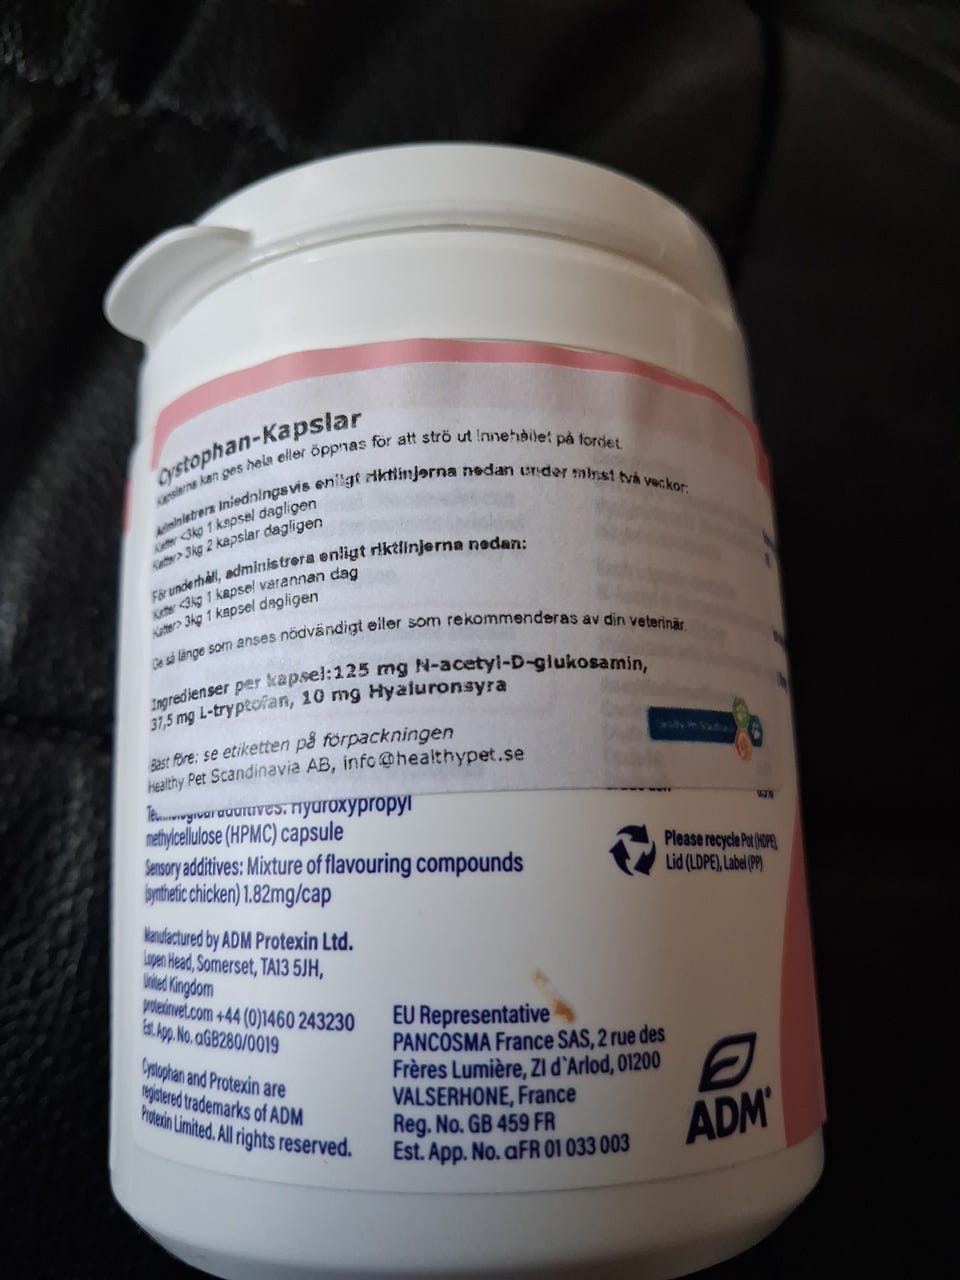 Cystophan-Kapslar
Kapslarna kan ges hela eller öppnas för att strö ut innehållet på fordet.
Administrera inledningsvis enligt riktlinjerna nedan under minst två veckor:
Katter <3kg 1 kapsel dagligen
Katter> 3kg 2 kapslar dagligen
För underhåll, administrera enligt riktlinjerna nedan:
Katter <3kg 1 kapsel varannan dag
Katter> 3kg 1 kapsel dagligen
Ge så länge som anses nödvändigt eller som rekommenderas av din veterinär.
Ingredienser per kapsel:125 mg N-acetyl-D-glukosamin,
37,5 mg L-tryptofan, 10 mg Hyaluronsyra
Bäst före: se etiketten på förpackningen
Healthy Pet Scandinavia AB, info@healthypet.se
Technological additives: Hydroxypropyl
methylcellulose (HPMC) capsule
Sensory additives: Mixture of flavouring compounds
(synthetic chicken) 1.82mg/cap
Please recycle Pot (HDPE),
Lid (LDPE), Label (PP)
Manufactured by ADM Protexin Ltd.
Lopen Head, Somerset, TA13 5JH,
United Kingdom
protexinvet.com +44 (0)1460 243230
Est. App. No. αGB280/0019
Cystophan and Protexin are
registered trademarks of ADM
Protexin Limited. All rights reserved.
EU Representative
PANCOSMA France SAS, 2 rue des
Frères Lumière, ZI d`Arlod, 01200
VALSERHONE, France
Reg. No. GB 459 FR
Est. App. No. αFR 01 033 003
ADM®